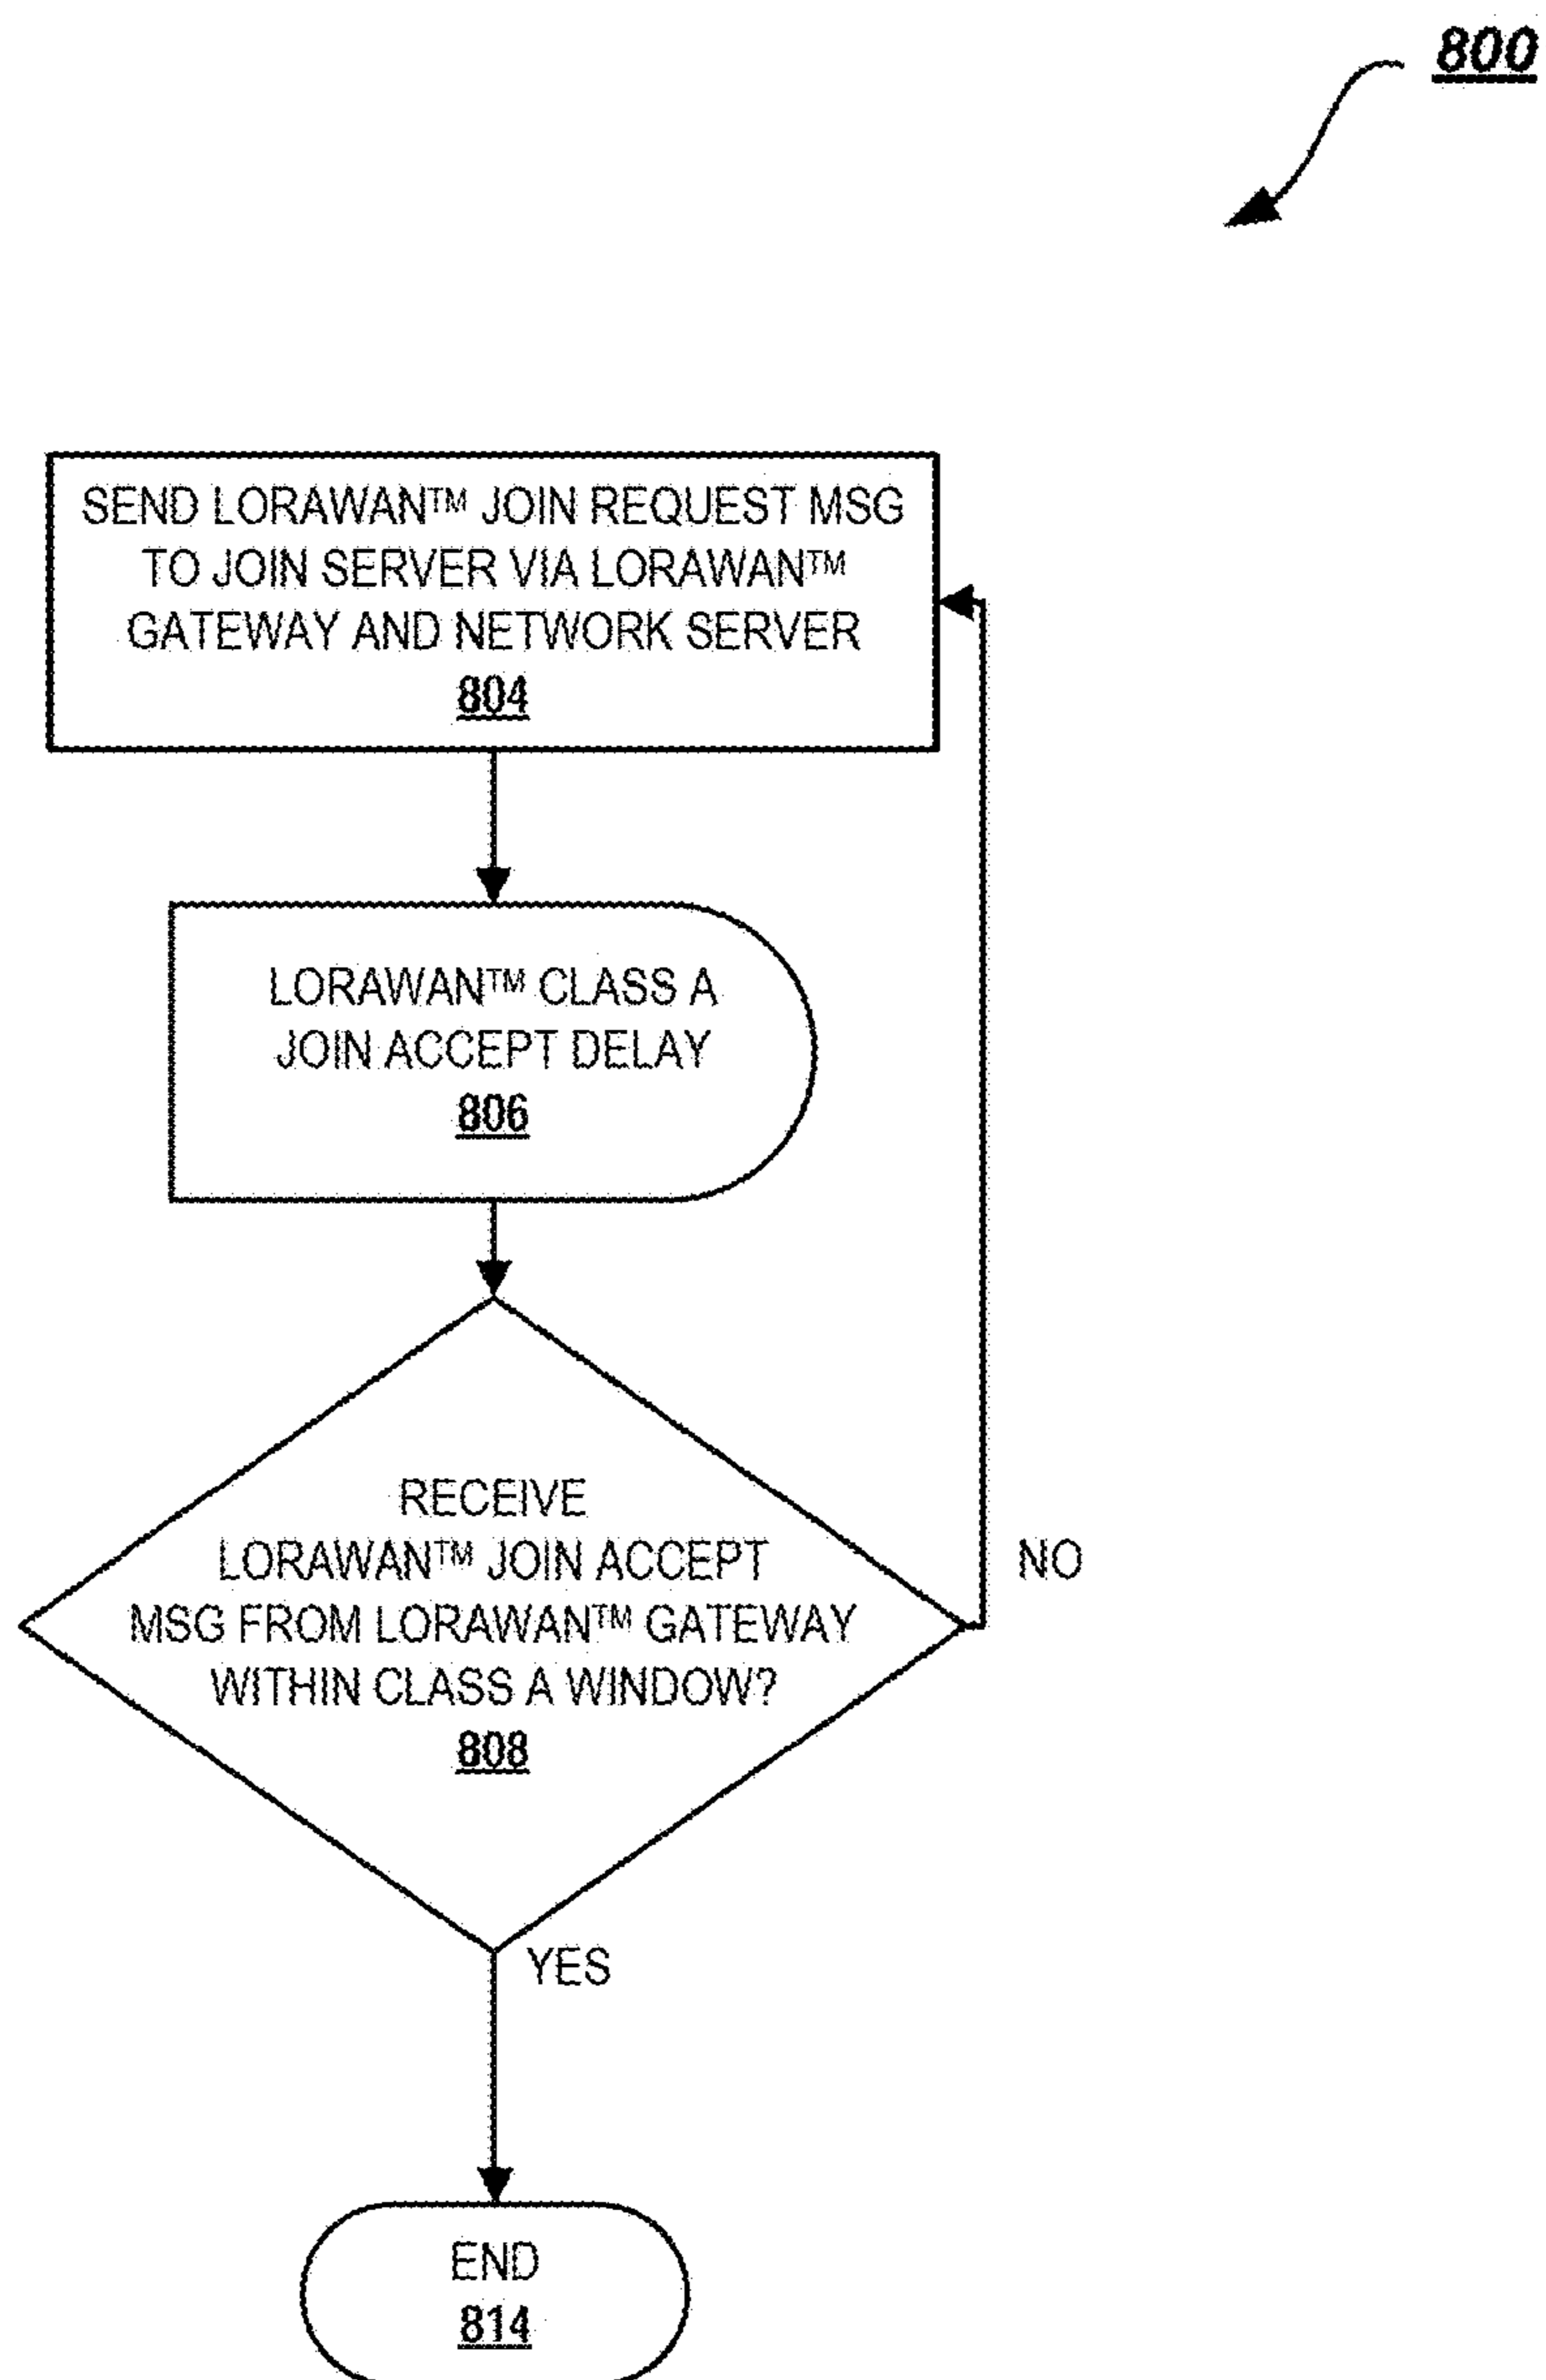 800
SEND LORAWAN™ JOIN REQUEST MSG
TO JOIN SERVER VIA LORAWAN™
GATEWAY AND NETWORK SERVER
804
LORAWAN™ CLASS A
JOIN ACCEPT DELAY
806
RECEIVE
LORAWAN™ JOIN ACCEPT
MSG FROM LORAWAN™ GATEWAY
WITHIN CLASS A WINDOW?
808
NO
YES
END
814